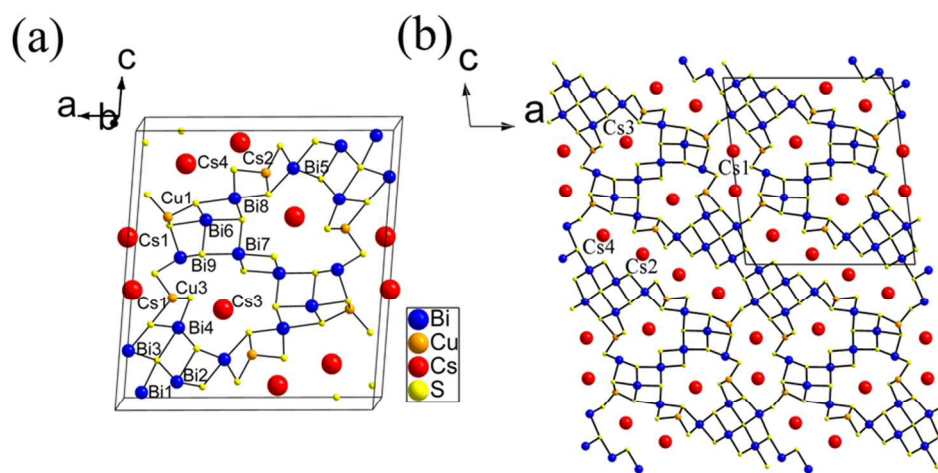 (a)
c
a b
Cs4
Cs2
Bi5
Cu1
Bi8
Bi6
Cs1
Bi7
Bi9
Cu3
Cs1
Cs3
Bi4
Bi3
Bi2
Bi1
Bi
Cu
Cs
S
(b)
c
a
Cs3
Cs1
Cs4
Cs2